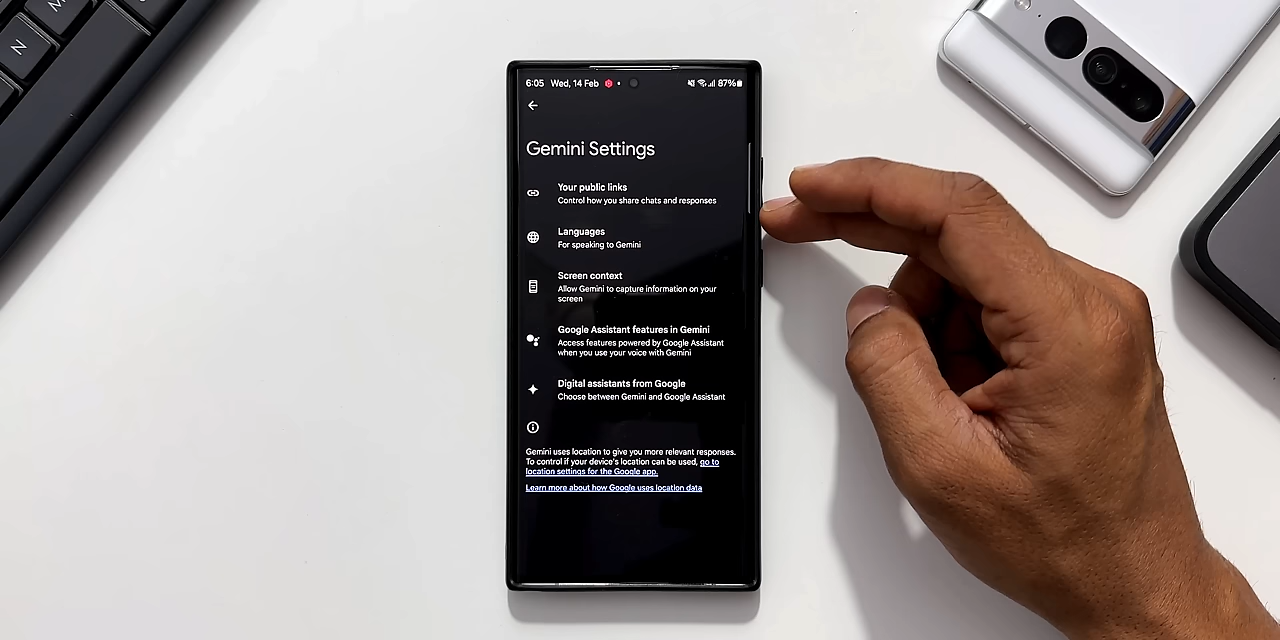 N
M
6:05 Wed, 14 Feb 87%
Gemini Settings
Your public links
Control how you share chats and responses
Languages
For speaking to Gemini
Screen context
Allow Gemini to capture information on your
screen
Google Assistant features in Gemini
Access features powered by Google Assistant
when you use your voice with Gemini
Digital assistants from Google
Choose between Gemini and Google Assistant
Gemini uses location to give you more relevant responses.
To control if your device's location can be used, go to
location settings for the Google app.
Learn more about how Google uses location data